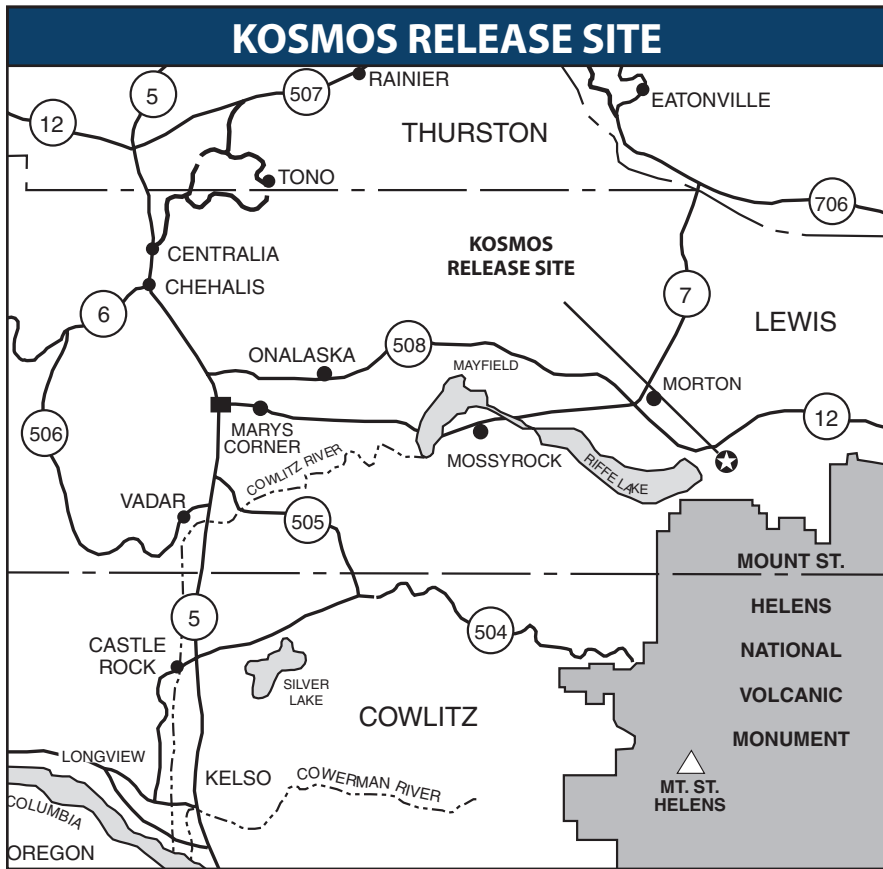 KOSMOS RELEASE SITE
RAINIER
5
507
EATONVILLE
12
THURSTON
TONO
706
KOSMOS
RELEASE SITE
CENTRALIA
CHEHALIS
7
6
LEWIS
508
ONALASKA
MAYFIELD
MORTON
12
506
MARYS
CORNER
MOSSYROCK
RIFFE LAKE
COWLITZ RIVER
VADAR
505
MOUNT ST.
HELENS
NATIONAL
VOLCANIC
MONUMENT
5
504
CASTLE
ROCK
SILVER
LAKE
COWLITZ
LONGVIEW
KELSO
COWERMAN RIVER
MT. ST.
HELENS
COLUMBIA
OREGON